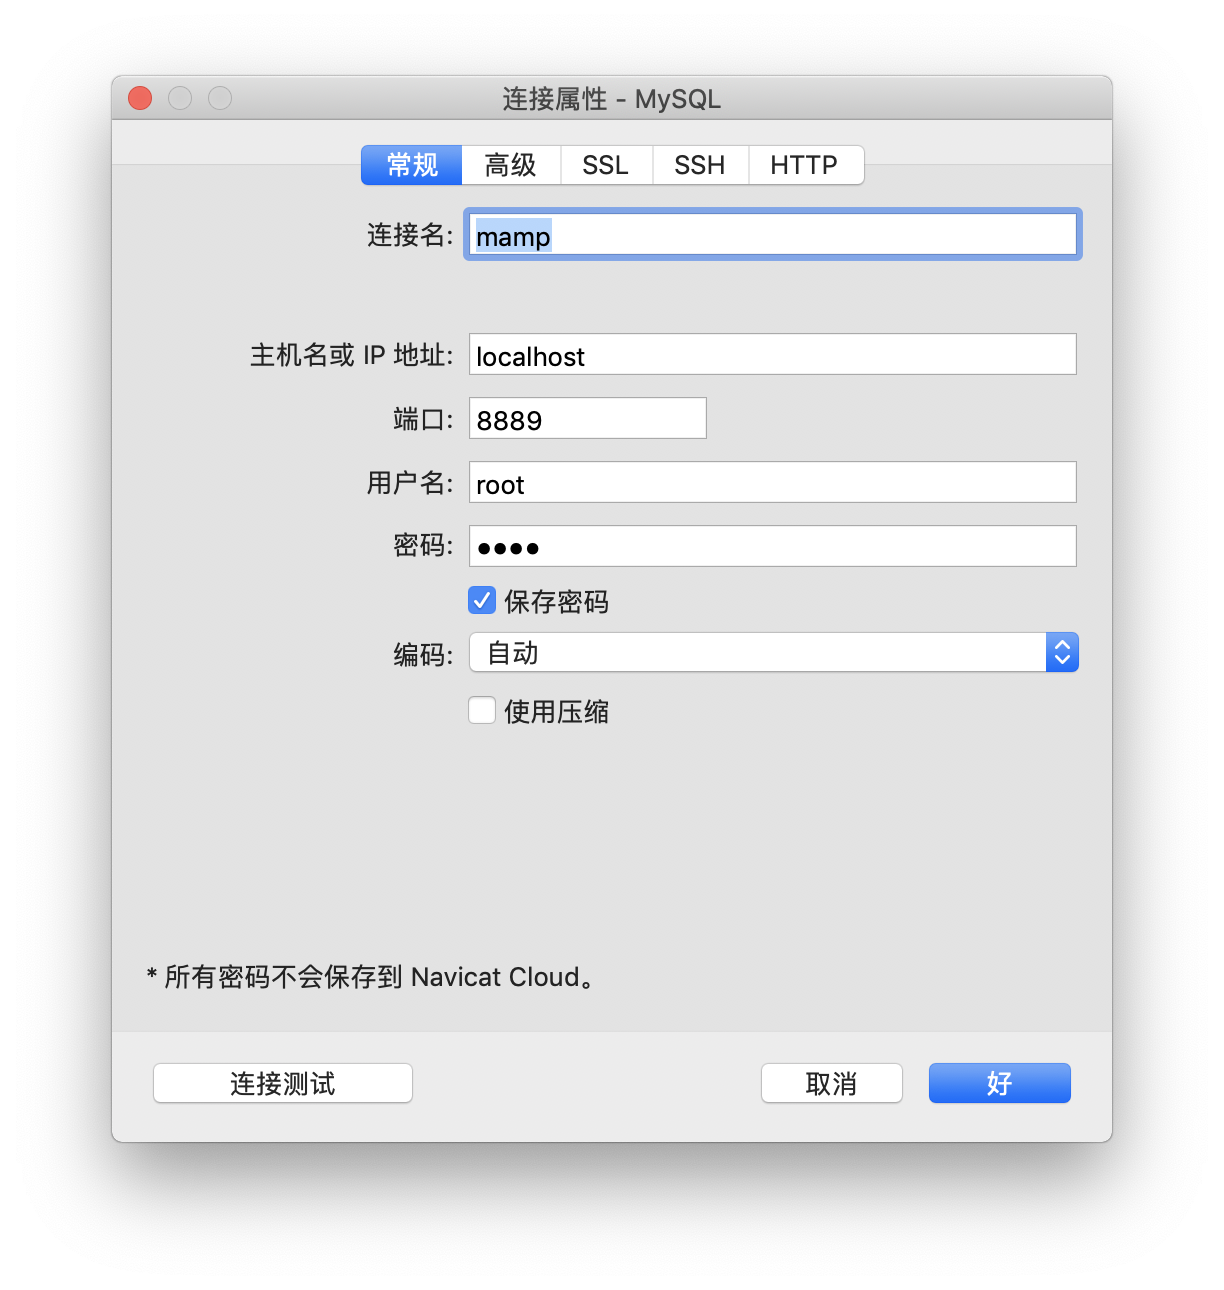 连接属性 - MySQL
常规 高级 SSL SSH HTTP
连接名: mamp
主机名或 IP 地址: localhost
端口: 8889
用户名: root
密码: ●●●●
保存密码
编码: 自动
使用压缩
* 所有密码不会保存到 Navicat Cloud。
连接测试 取消 好